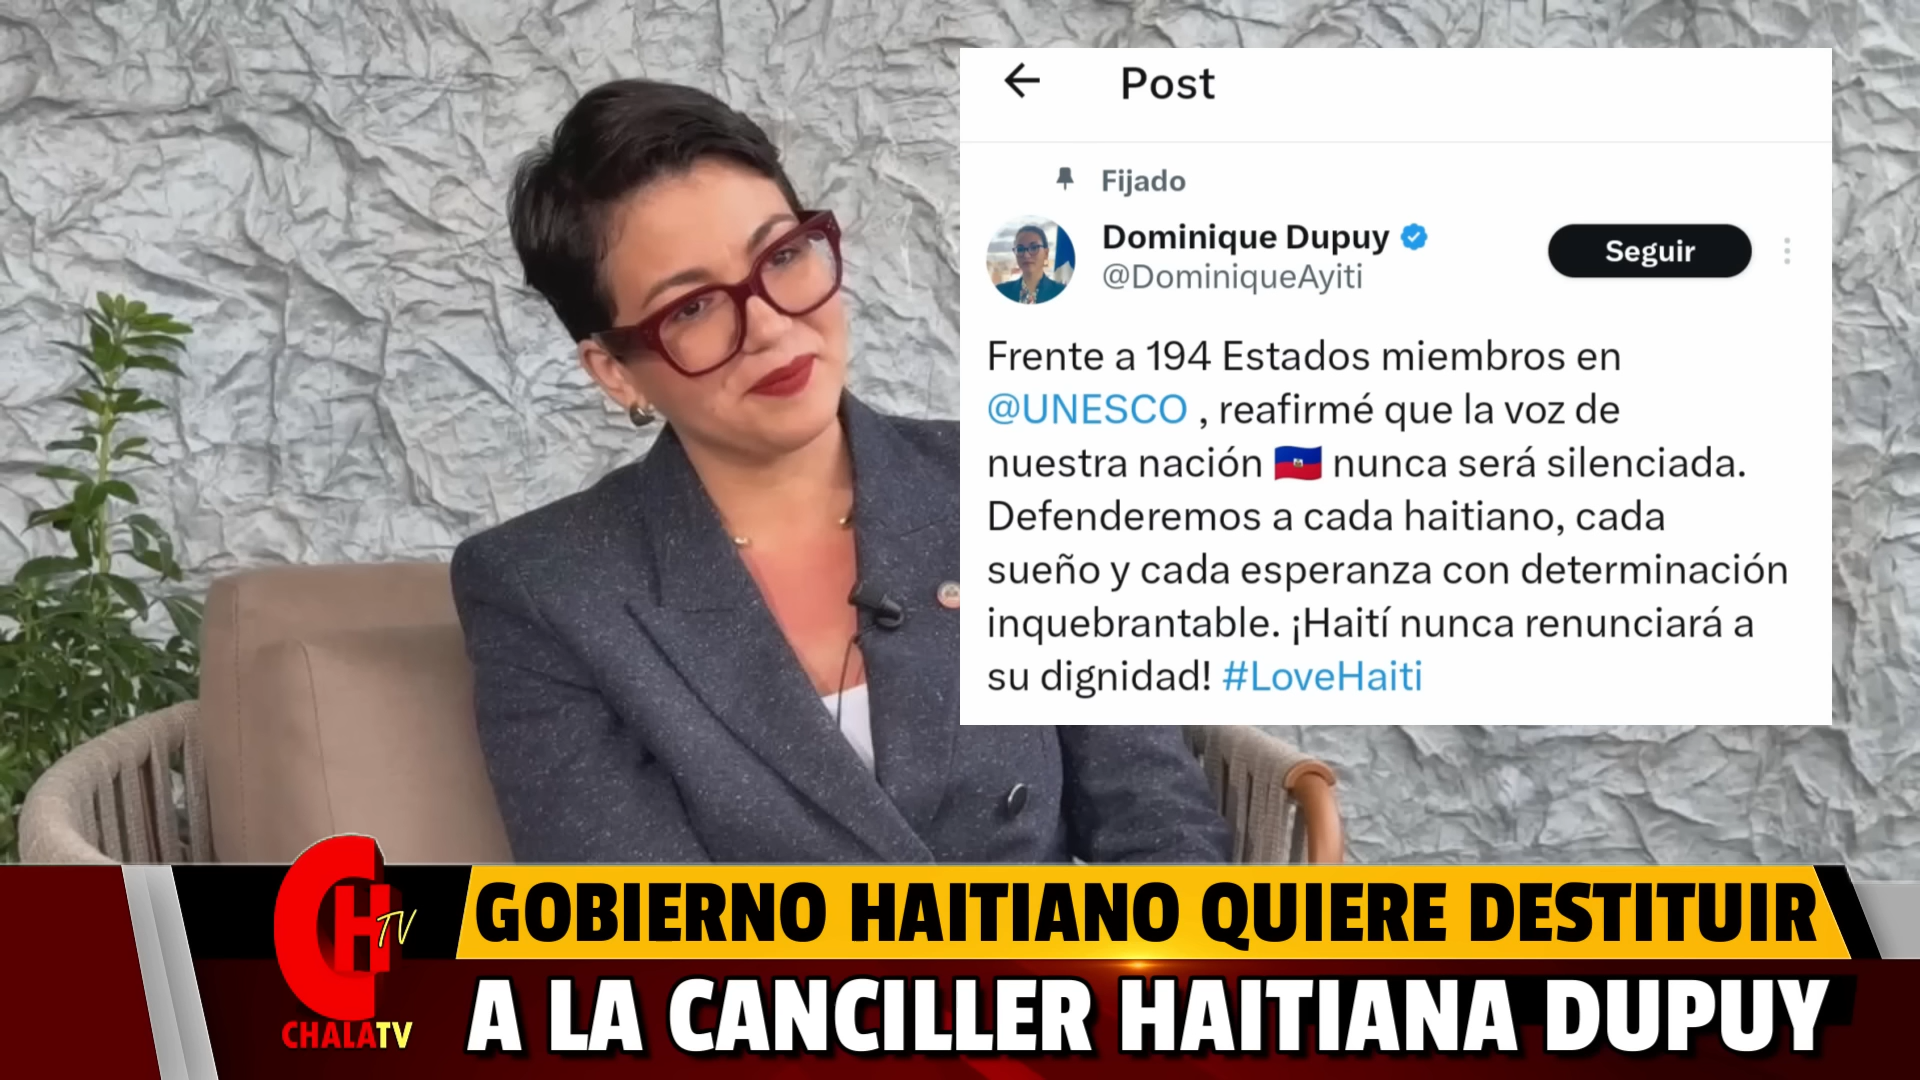 Post
Fijado
Dominique Dupuy
@DominiqueAyiti
Seguir
Frente a 194 Estados miembros en
@UNESCO , reafirmé que la voz de
nuestra nación nunca será silenciada.
Defenderemos a cada haitiano, cada
sueño y cada esperanza con determinación
inquebrantable. ¡Haití nunca renunciará a
su dignidad! #LoveHaiti
CH TV
CHALATV
GOBIERNO HAITIANO QUIERE DESTITUIR
A LA CANCILLER HAITIANA DUPUY